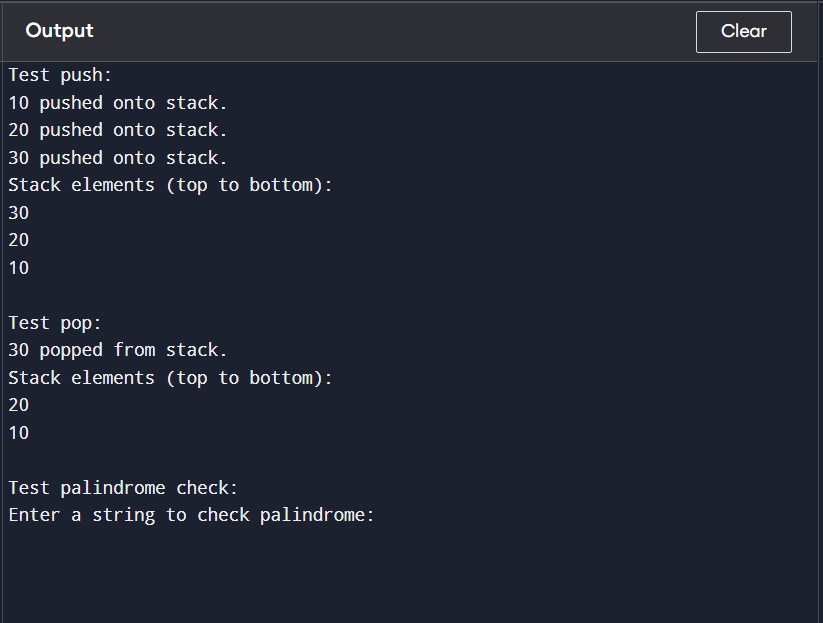 Output
Clear
Test push:
10 pushed onto stack.
20 pushed onto stack.
30 pushed onto stack.
Stack elements (top to bottom):
30
20
10
Test pop:
30 popped from stack.
Stack elements (top to bottom):
20
10
Test palindrome check:
Enter a string to check palindrome: